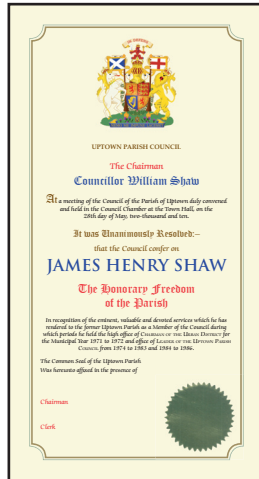 UPTOWN PARISH COUNCIL
The Chairman
Councillor William Shaw
At a meeting of the Council of the Parish of Uptown duly convened
and held in the Council Chamber at the Town Hall, on the
28th day of May, two-thousand and ten.
It was Unanimously Resolved:~
that the Council confer on
JAMES HENRY SHAW
The Honorary Freedom
of the Parish
In recognition of the eminent, valuable and devoted services which he has
rendered to the former Uptown Parish as a Member of the Council during
which periods he held the high office of CHAIRMAN OF THE URBAN DISTRICT for
the Municipal Year 1971 to 1972 and office of LEADER OF THE UPTOWN PARISH
COUNCIL from 1974 to 1983 and 1984 to 1986.
The Common Seal of the Uptown Parish
Was hereunto affixed in the presence of
Chairman
Clerk